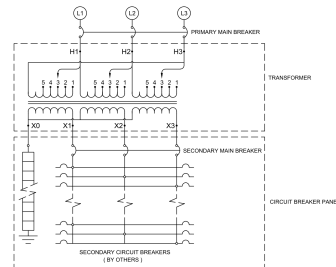 L1 L2 L3
PRIMARY MAIN BREAKER
H1 H2 H3
TRANSFORMER
5 4 3 2 1 5 4 3 2 1 5 4 3 2 1
X0 X1 X2 X3
SECONDARY MAIN BREAKER
CIRCUIT BREAKER PANE
SECONDARY CIRCUIT BREAKERS
( BY OTHERS )